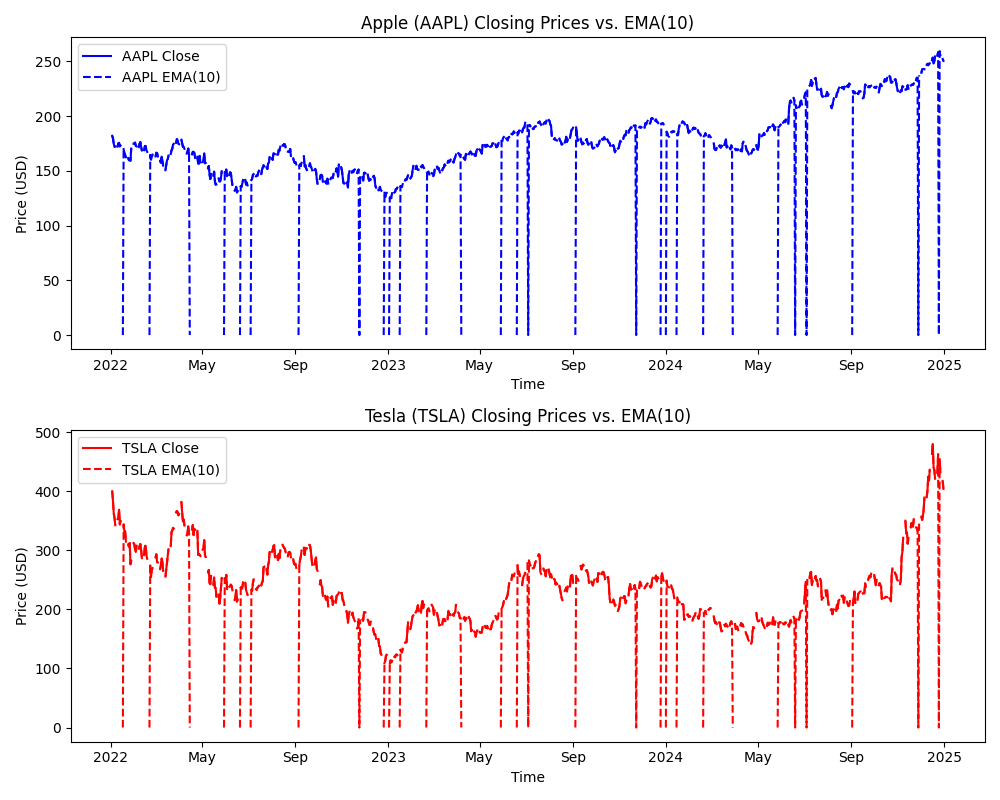 Apple (AAPL) Closing Prices vs. EMA(10)
AAPL Close
AAPL EMA(10)
250
200
150
100
50
0
Price (USD)
2022 May Sep 2023 May Sep 2024 May Sep 2025
Time
Tesla (TSLA) Closing Prices vs. EMA(10)
TSLA Close
TSLA EMA(10)
500
400
300
200
100
0
Price (USD)
2022 May Sep 2023 May Sep 2024 May Sep 2025
Time